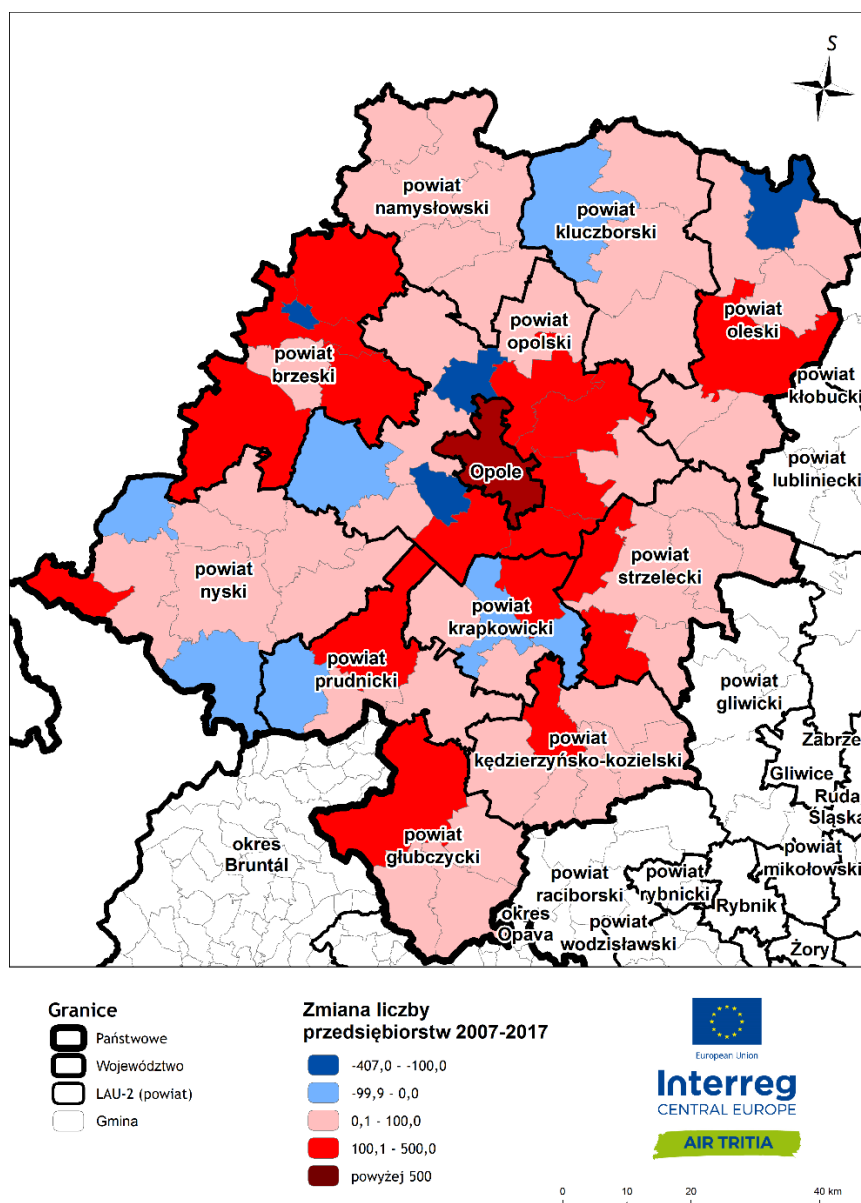 S
powiat
namysłowski
powiat
kluczborski
powiat
opolski
powiat
oleski
powiat
brzeski
powiat
kłobucki
powiat
lubliniecki
Opole
powiat
strzelecki
powiat
nyski
powiat
krapkowicki
powiat
prudnicki
powiat
gliwicki
powiat
kędzierzyńsko-kozielski
Zabrze
Gliwice
Ruda
Śląska
powiat
głubczycki
okres
Bruntál
powiat
mikołowski
powiat
raciborski
powiat
rybnicki
Rybnik
okres
Opava
powiat
wodzisławski
Żory
Granice
Państwowe
Województwo
LAU-2 (powiat)
Gmina
Zmiana liczby
przedsiębiorstw 2007-2017
-407,0 - -100,0
-99,9 - 0,0
0,1 - 100,0
100,1 - 500,0
powyżej 500
European Union
Interreg
CENTRAL EUROPE
AIR TRITIA
0 10 20 40 km